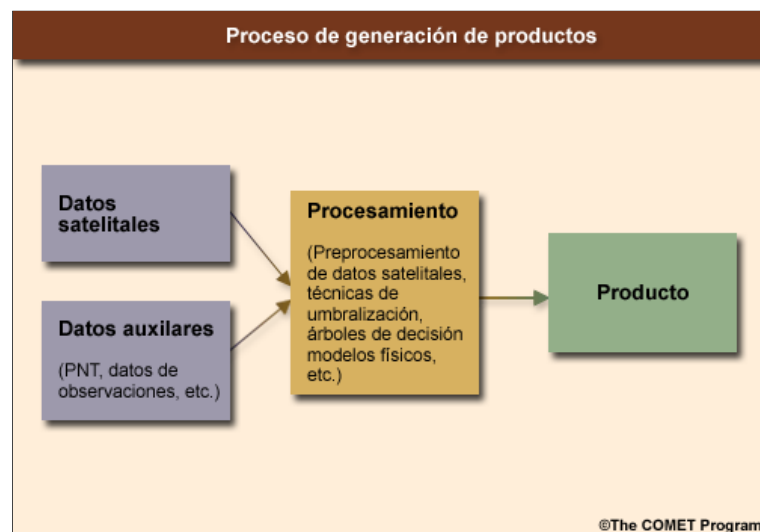 Proceso de generación de productos
Datos
satelitales
Datos auxilares
(PNT, datos de
observaciones, etc.)
Procesamiento
(Preprocesamiento
de datos satelitales,
técnicas de
umbralización,
árboles de decisión
modelos físicos,
etc.)
Producto
©The COMET Program